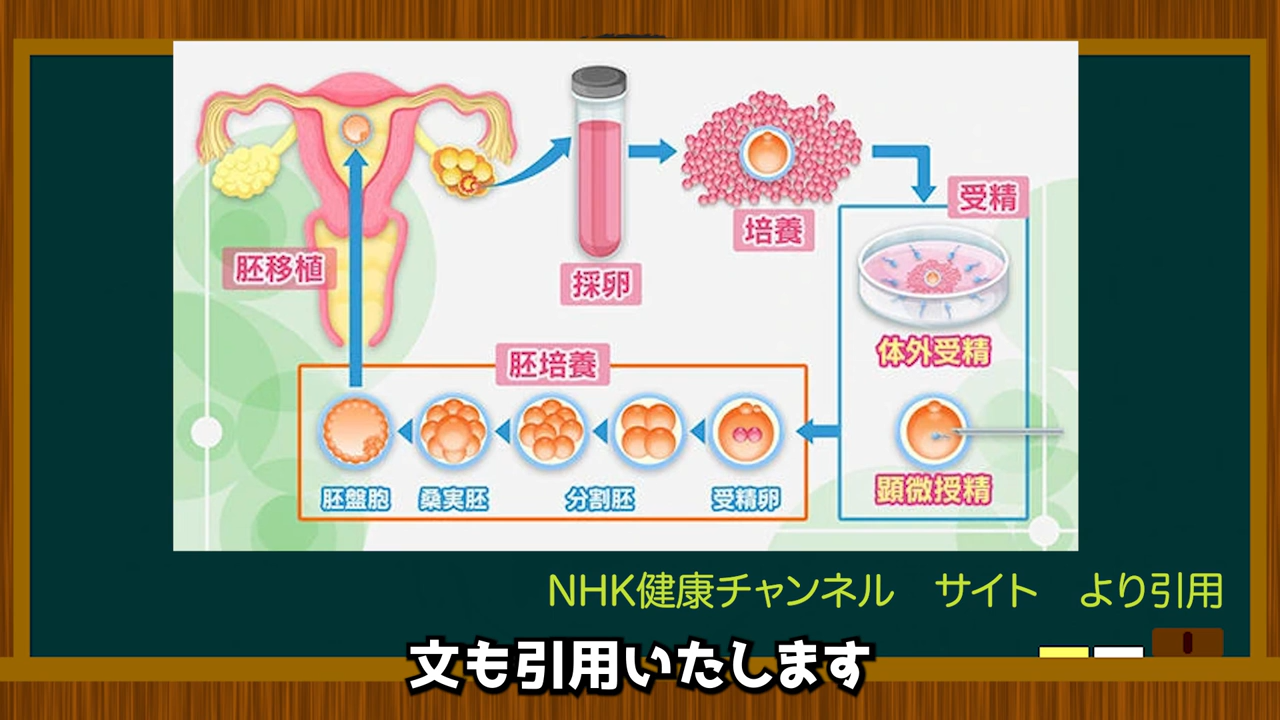 採卵
培養
受精
体外受精
顕微授精
胚移植
胚培養
胚盤胞
桑実胚
分割胚
受精卵
NHK健康チャンネル　サイト　より引用
文も引用いたします